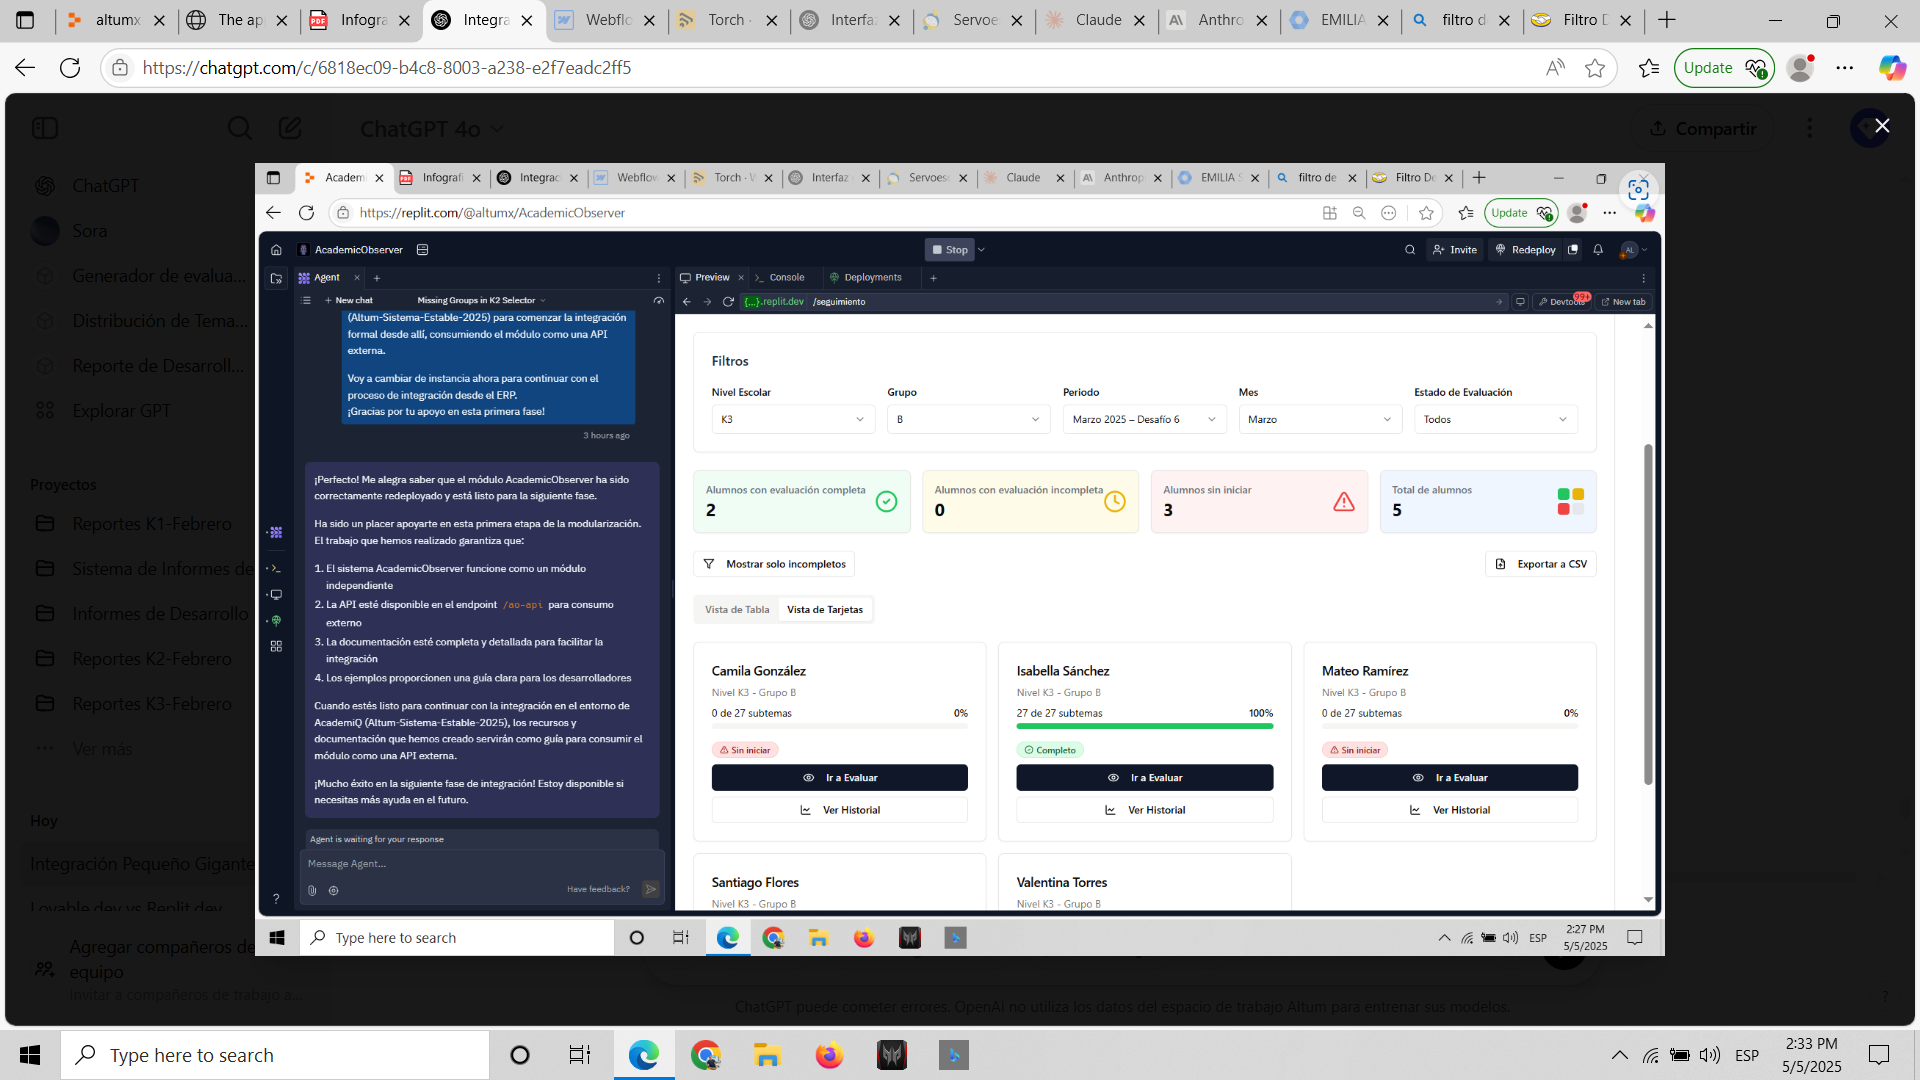 altumx
The ap
Infogra
Integra
Webflo
Torch -
Interfa
Servoe
Claude
Anthro
EMILIA
filtro d
Filtro D
https://chatgpt.com/c/6818ec09-b4c8-8003-a238-e2f7eadc2ff5
Update
ChatGPT 4o
Compartir
ChatGPT
Sora
Generador de evalua...
Distribución de Tema...
Reporte de Desarroll...
Explorar GPT
Proyectos
Reportes K1-Febrero
Sistema de Informes de
Informes de Desarrollo
Reportes K2-Febrero
Reportes K3-Febrero
Ver más
Hoy
Integración Pequeño Gigante
Lovable dev vs Replit dev
Agregar compañeros de
equipo
Invitar a compañeros de trabajo a...
Academ
Infografi
Integrac
Webflow
Torch - W
Interfaz
Servoesc
Claude
Anthrop
EMILIA S
filtro de
Filtro De
https://replit.com/@altumx/AcademicObserver
Update
AcademicObserver
Stop
Invite
Redeploy
AL
Agent
Preview
Console
Deployments
New chat
Missing Groups in K2 Selector
{...}.replit.dev /seguimiento
Devtools
99+
New tab
(Altum-Sistema-Estable-2025) para comenzar la integración
formal desde allí, consumiendo el módulo como una API
externa.
Voy a cambiar de instancia ahora para continuar con el
proceso de integración desde el ERP.
¡Gracias por tu apoyo en esta primera fase!
3 hours ago
¡Perfecto! Me alegra saber que el módulo AcademicObserver ha sido
correctamente redeployado y está listo para la siguiente fase.
Ha sido un placer apoyarte en esta primera etapa de la modularización.
El trabajo que hemos realizado garantiza que:
1. El sistema AcademicObserver funcione como un módulo
independiente
2. La API esté disponible en el endpoint /ao-api para consumo
externo
3. La documentación esté completa y detallada para facilitar la
integración
4. Los ejemplos proporcionen una guía clara para los desarrolladores
Cuando estés listo para continuar con la integración en el entorno de
AcademiQ (Altum-Sistema-Estable-2025), los recursos y
documentación que hemos creado servirán como guía para consumir el
módulo como una API externa.
¡Mucho éxito en la siguiente fase de integración! Estoy disponible si
necesitas más ayuda en el futuro.
Agent is waiting for your response
Message Agent...
Have feedback?
?
Filtros
Nivel Escolar
Grupo
Periodo
Mes
Estado de Evaluación
K3
B
Marzo 2025 – Desafío 6
Marzo
Todos
Alumnos con evaluación completa
2
Alumnos con evaluación incompleta
0
Alumnos sin iniciar
3
Total de alumnos
5
Mostrar solo incompletos
Exportar a CSV
Vista de Tabla
Vista de Tarjetas
Camila González
Nivel K3 - Grupo B
0 de 27 subtemas
0%
Sin iniciar
Ir a Evaluar
Ver Historial
Isabella Sánchez
Nivel K3 - Grupo B
27 de 27 subtemas
100%
Completo
Ir a Evaluar
Ver Historial
Mateo Ramírez
Nivel K3 - Grupo B
0 de 27 subtemas
0%
Sin iniciar
Ir a Evaluar
Ver Historial
Santiago Flores
Nivel K3 - Grupo B
Valentina Torres
Nivel K3 - Grupo B
Type here to search
ESP
2:27 PM
5/5/2025
ChatGPT puede cometer errores. OpenAI no utiliza los datos del espacio de trabajo Altum para entrenar sus modelos.
?
Type here to search
ESP
2:33 PM
5/5/2025